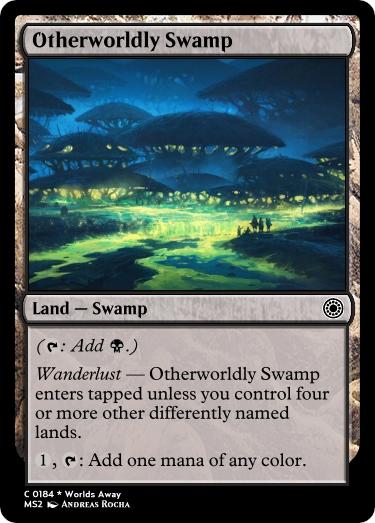 Otherworldly Swamp
Land — Swamp
(: Add .)
Wanderlust — Otherworldly Swamp
enters tapped unless you control four
or more other differently named
lands.
1 , : Add one mana of any color.
C 0184 * Worlds Away
MS2 Andreas Rocha